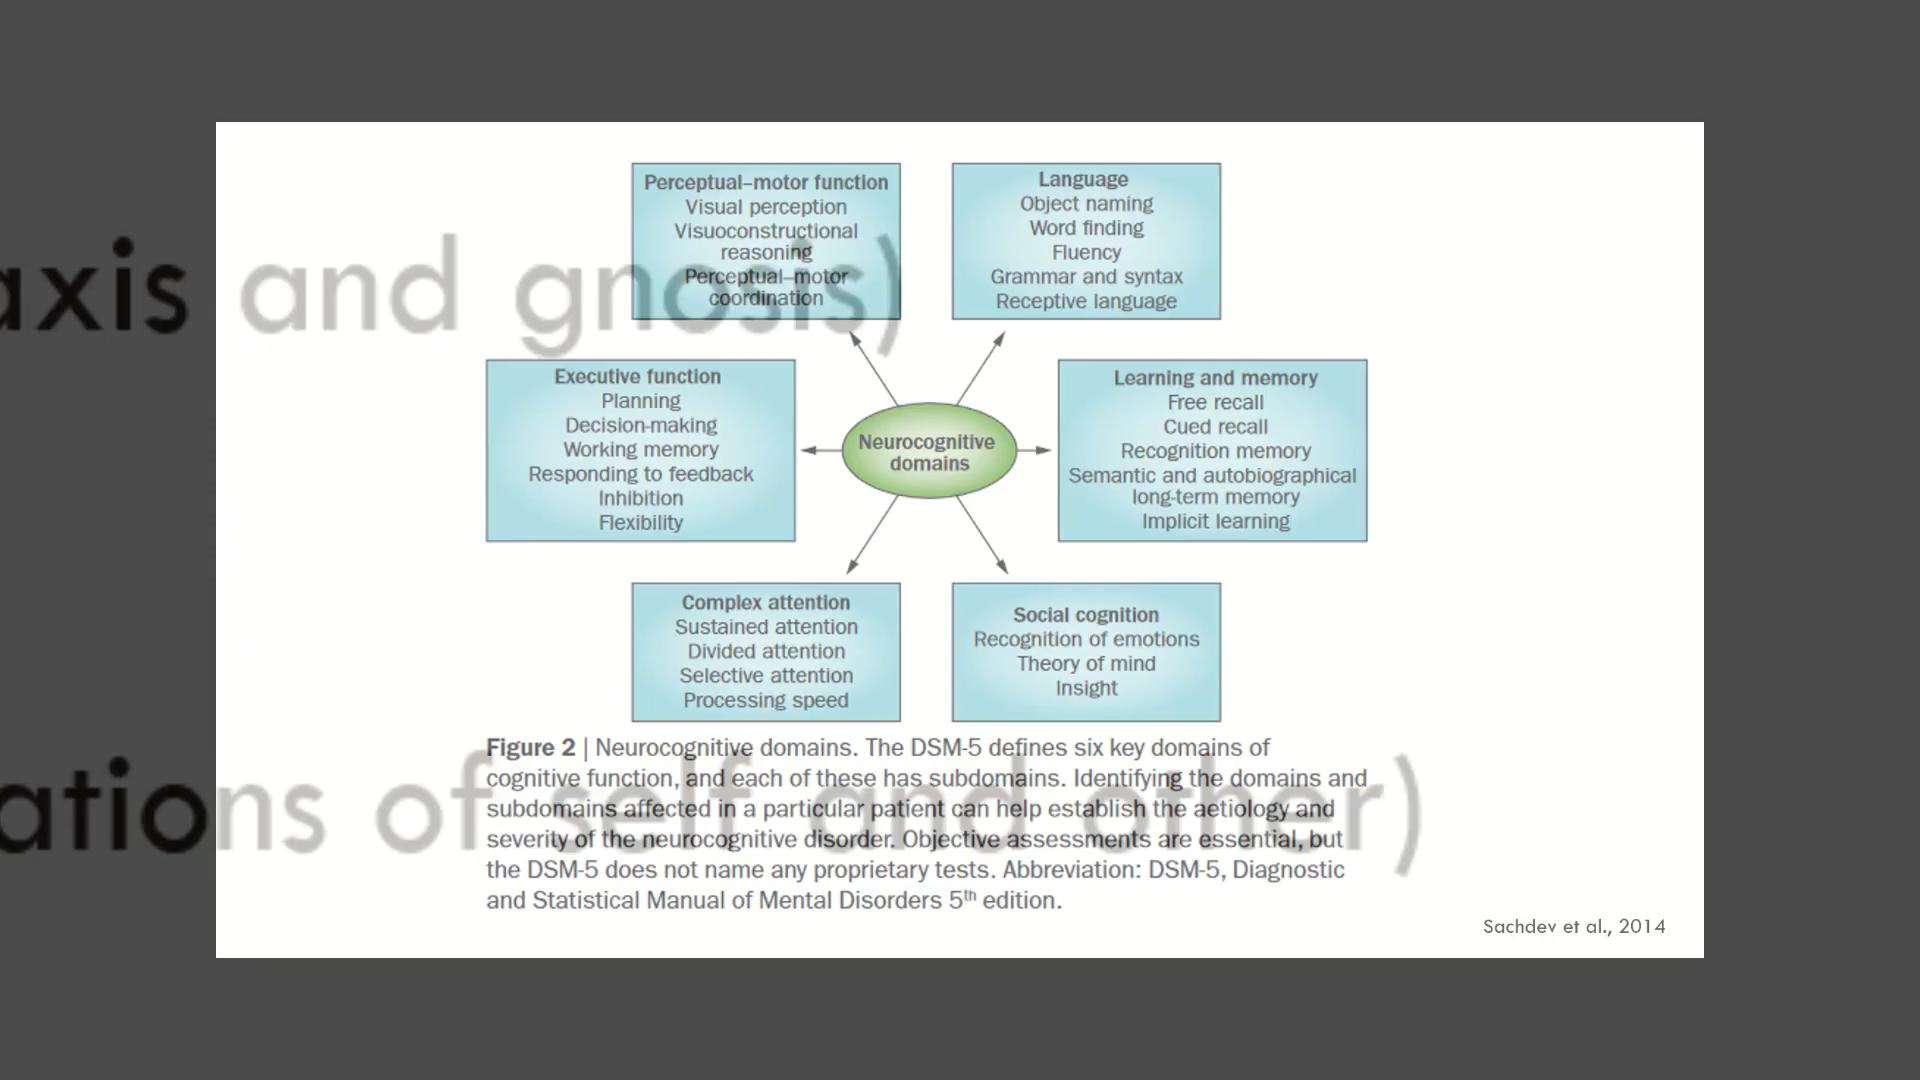 Perceptual–motor function
Visual perception
Visuoconstructional
reasoning
Perceptual–motor
coordination
Language
Object naming
Word finding
Fluency
Grammar and syntax
Receptive language
axis and gnosis)
Executive function
Planning
Decision-making
Working memory
Responding to feedback
Inhibition
Flexibility
Neurocognitive
domains
Learning and memory
Free recall
Cued recall
Recognition memory
Semantic and autobiographical
long-term memory
Implicit learning
Complex attention
Sustained attention
Divided attention
Selective attention
Processing speed
Social cognition
Recognition of emotions
Theory of mind
Insight
Figure 2 | Neurocognitive domains. The DSM-5 defines six key domains of
cognitive function, and each of these has subdomains. Identifying the domains and
subdomains affected in a particular patient can help establish the aetiology and
severity of the neurocognitive disorder. Objective assessments are essential, but
the DSM-5 does not name any proprietary tests. Abbreviation: DSM-5, Diagnostic
and Statistical Manual of Mental Disorders 5th edition.
ations of self and other)
Sachdev et al., 2014